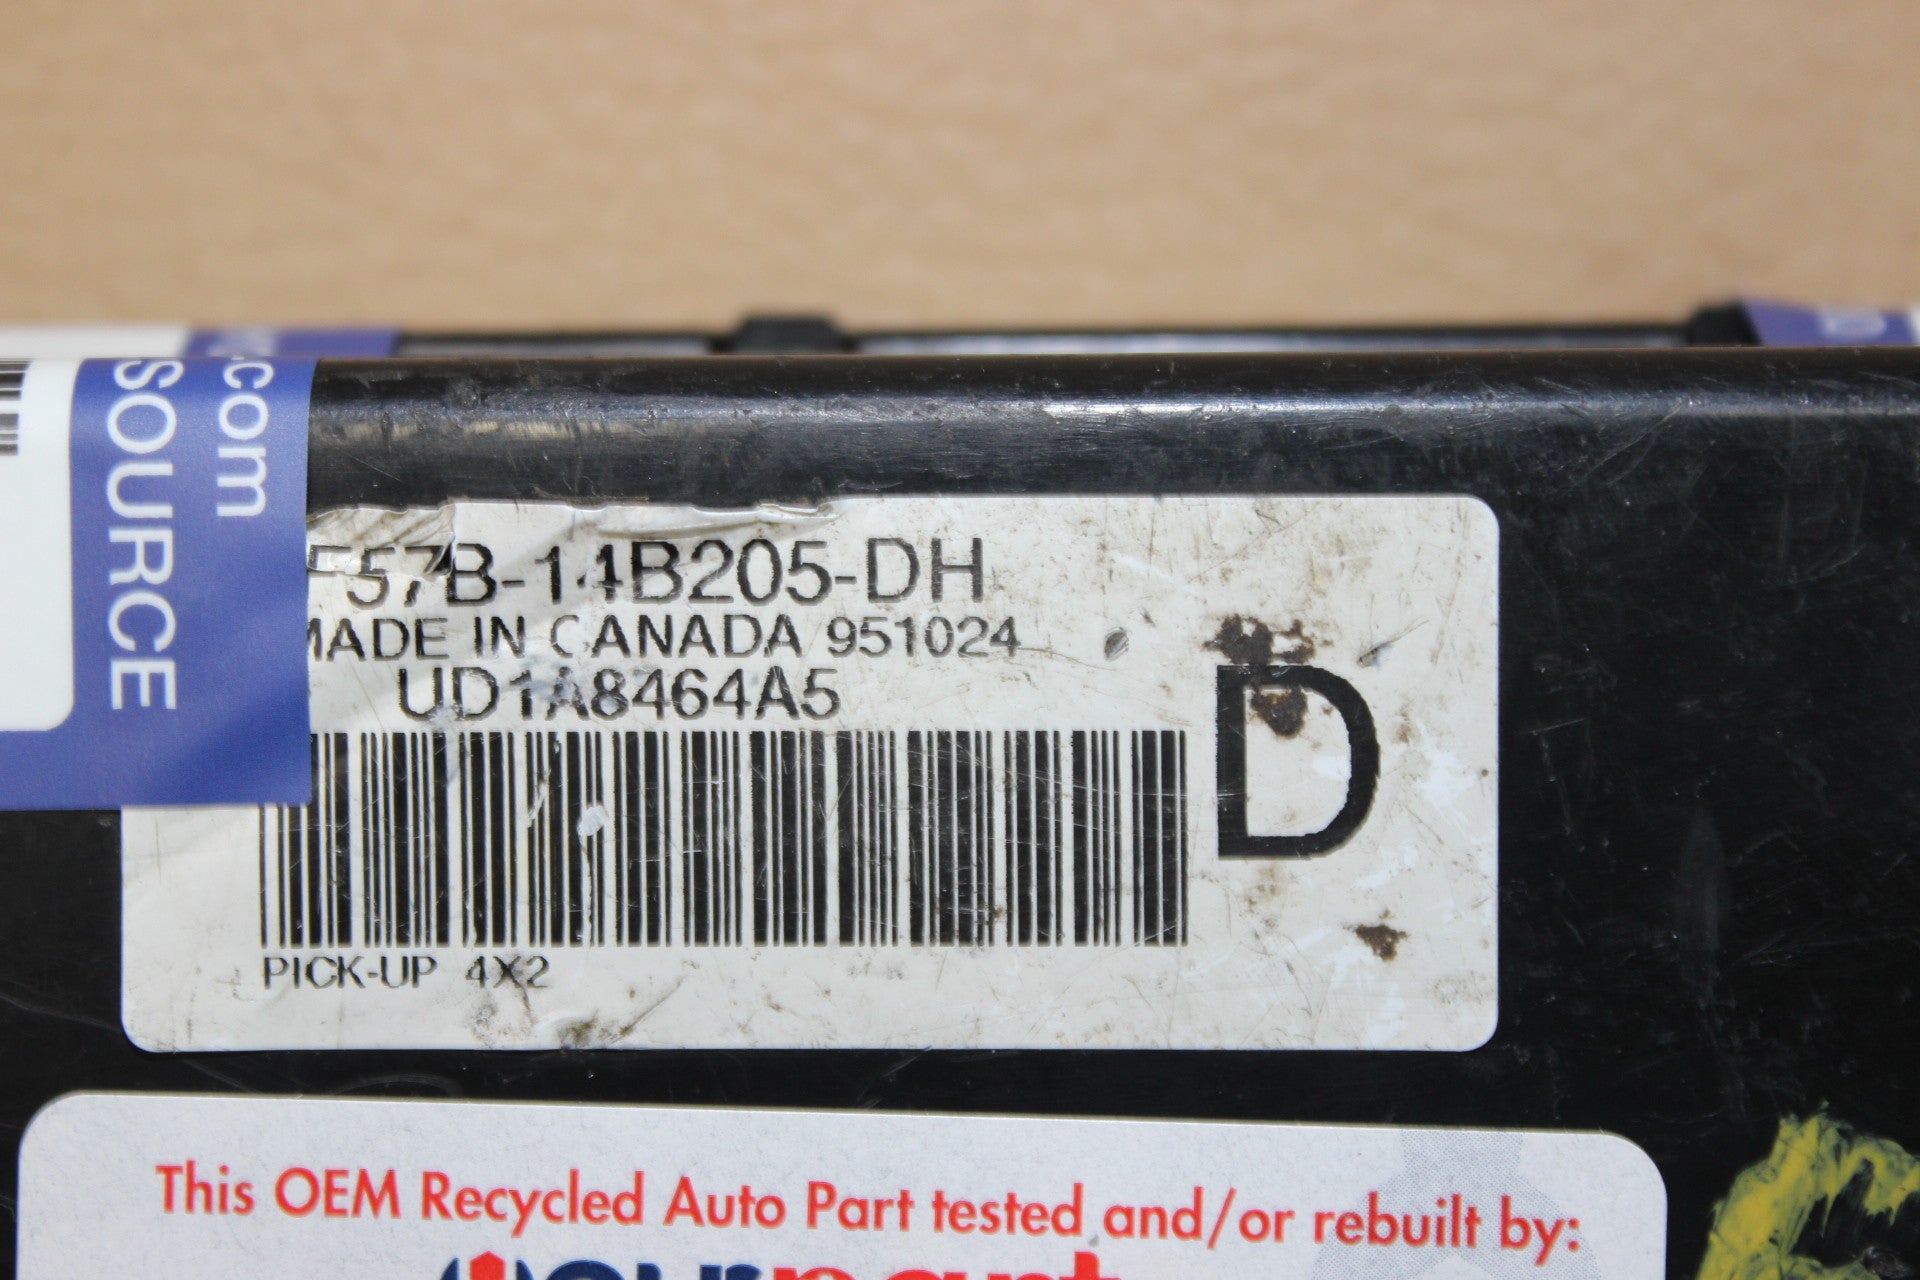 .com
SOURCE
F57B-14B205-DH
MADE IN CANADA 951024
UD1A8464A5
D
PICK-UP 4X2
This OEM Recycled Auto Part tested and/or rebuilt by: